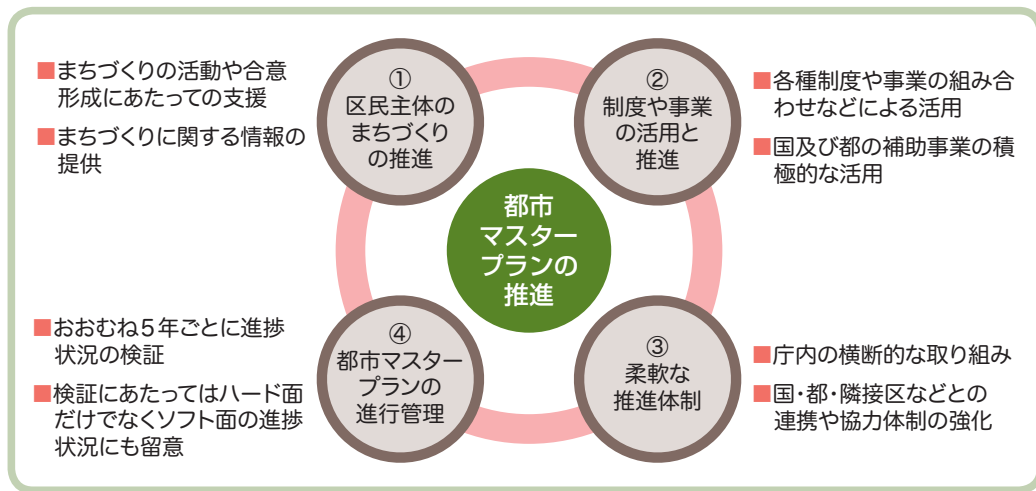 ■まちづくりの活動や合意
形成にあたっての支援
■まちづくりに関する情報の
提供
①
区民主体の
まちづくり
の推進
②
制度や事業
の活用と
推進
■各種制度や事業の組み合
わせなどによる活用
■国及び都の補助事業の積
極的な活用
都市
マスター
プランの
推進
■おおむね5年ごとに進捗
状況の検証
■検証にあたってはハード面
だけでなくソフト面の進捗
状況にも留意
④
都市マスター
プランの
進行管理
③
柔軟な
推進体制
■庁内の横断的な取り組み
■国・都・隣接区などとの
連携や協力体制の強化